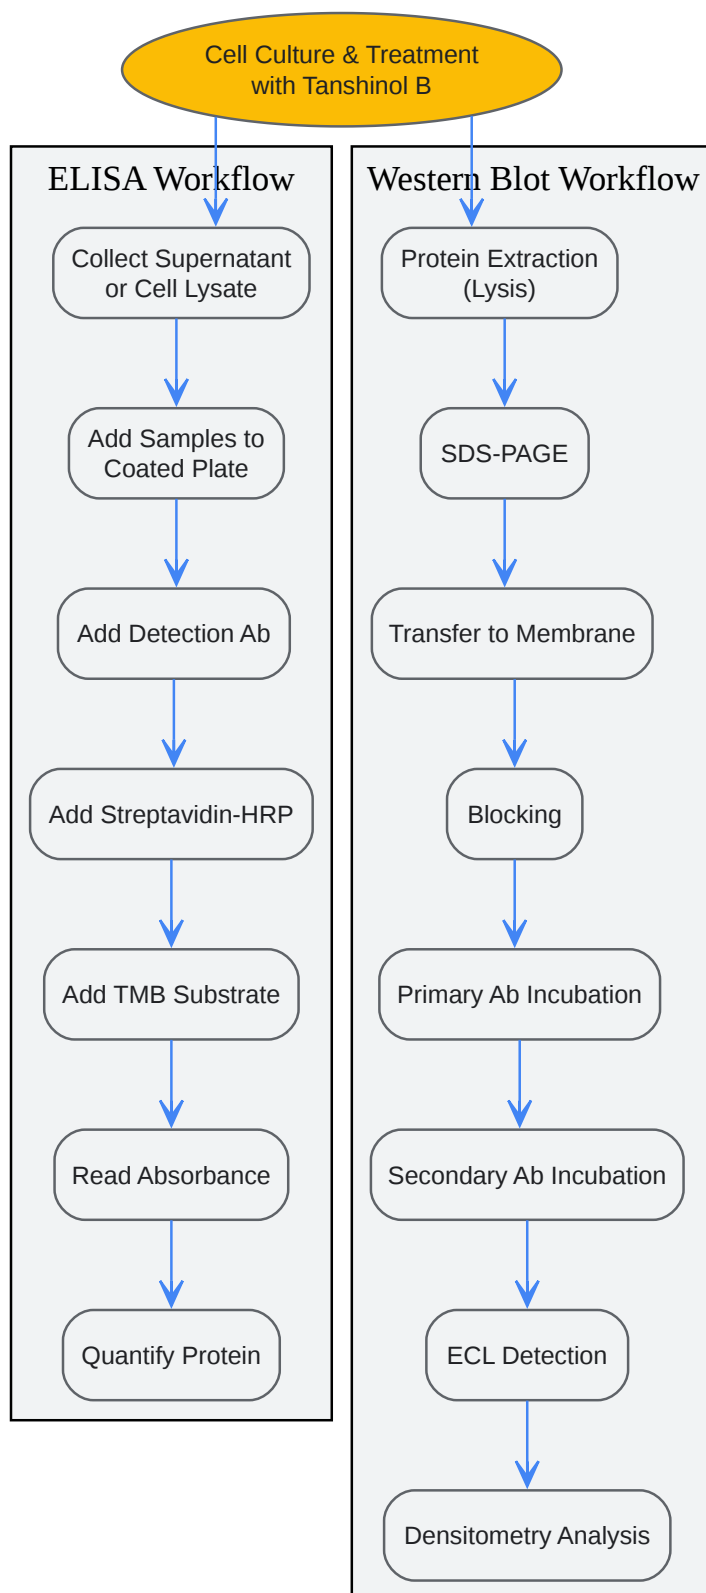 Cell Culture & Treatment
with Tanshinol B
ELISA Workflow
Collect Supernatant
or Cell Lysate
Add Samples to
Coated Plate
Add Detection Ab
Add Streptavidin-HRP
Add TMB Substrate
Read Absorbance
Quantify Protein
Western Blot Workflow
Protein Extraction
(Lysis)
SDS-PAGE
Transfer to Membrane
Blocking
Primary Ab Incubation
Secondary Ab Incubation
ECL Detection
Densitometry Analysis